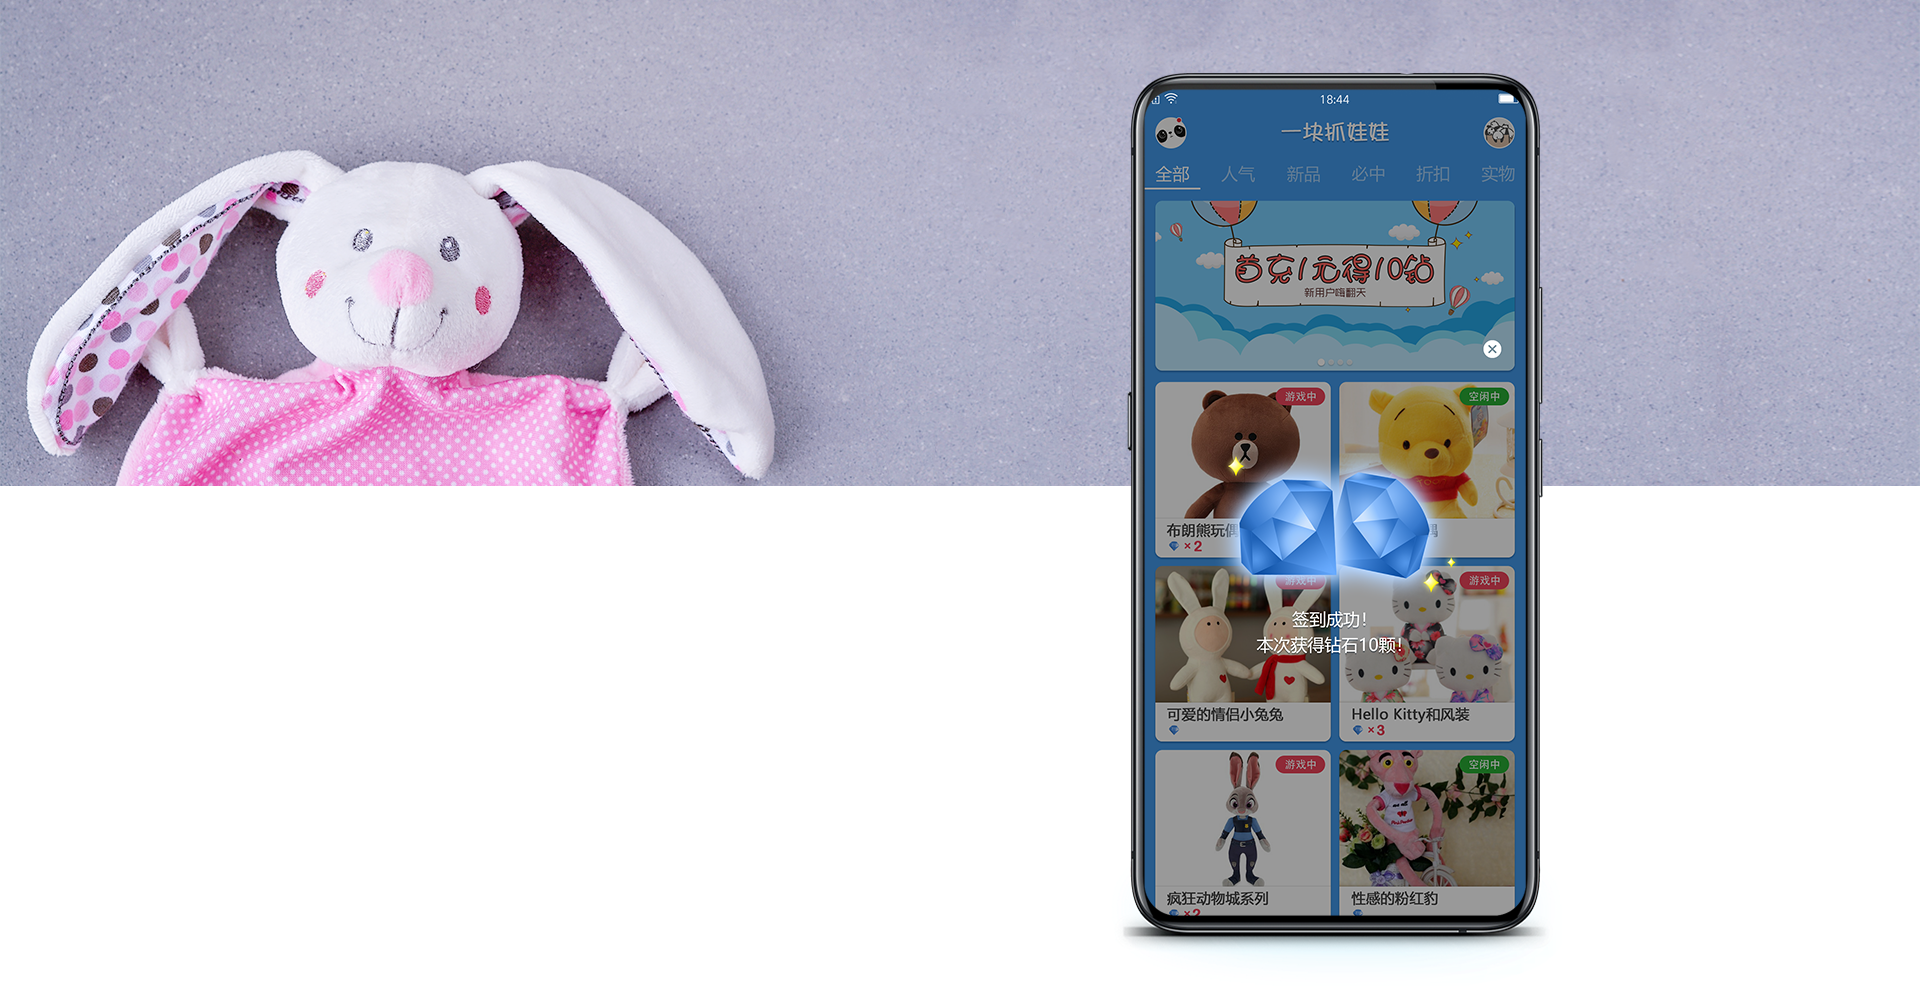 18:44
一块抓娃娃
全部 人气 新品 必中 折扣 实物
首充1元得10钻
新用户嗨翻天
游戏中
空闲中
布朗熊玩偶
×2
游戏中
游戏中
签到成功！
本次获得钻石10颗！
可爱的情侣小兔兔
Hello Kitty和风装
×3
游戏中
空闲中
疯狂动物城系列
性感的粉红豹
×2